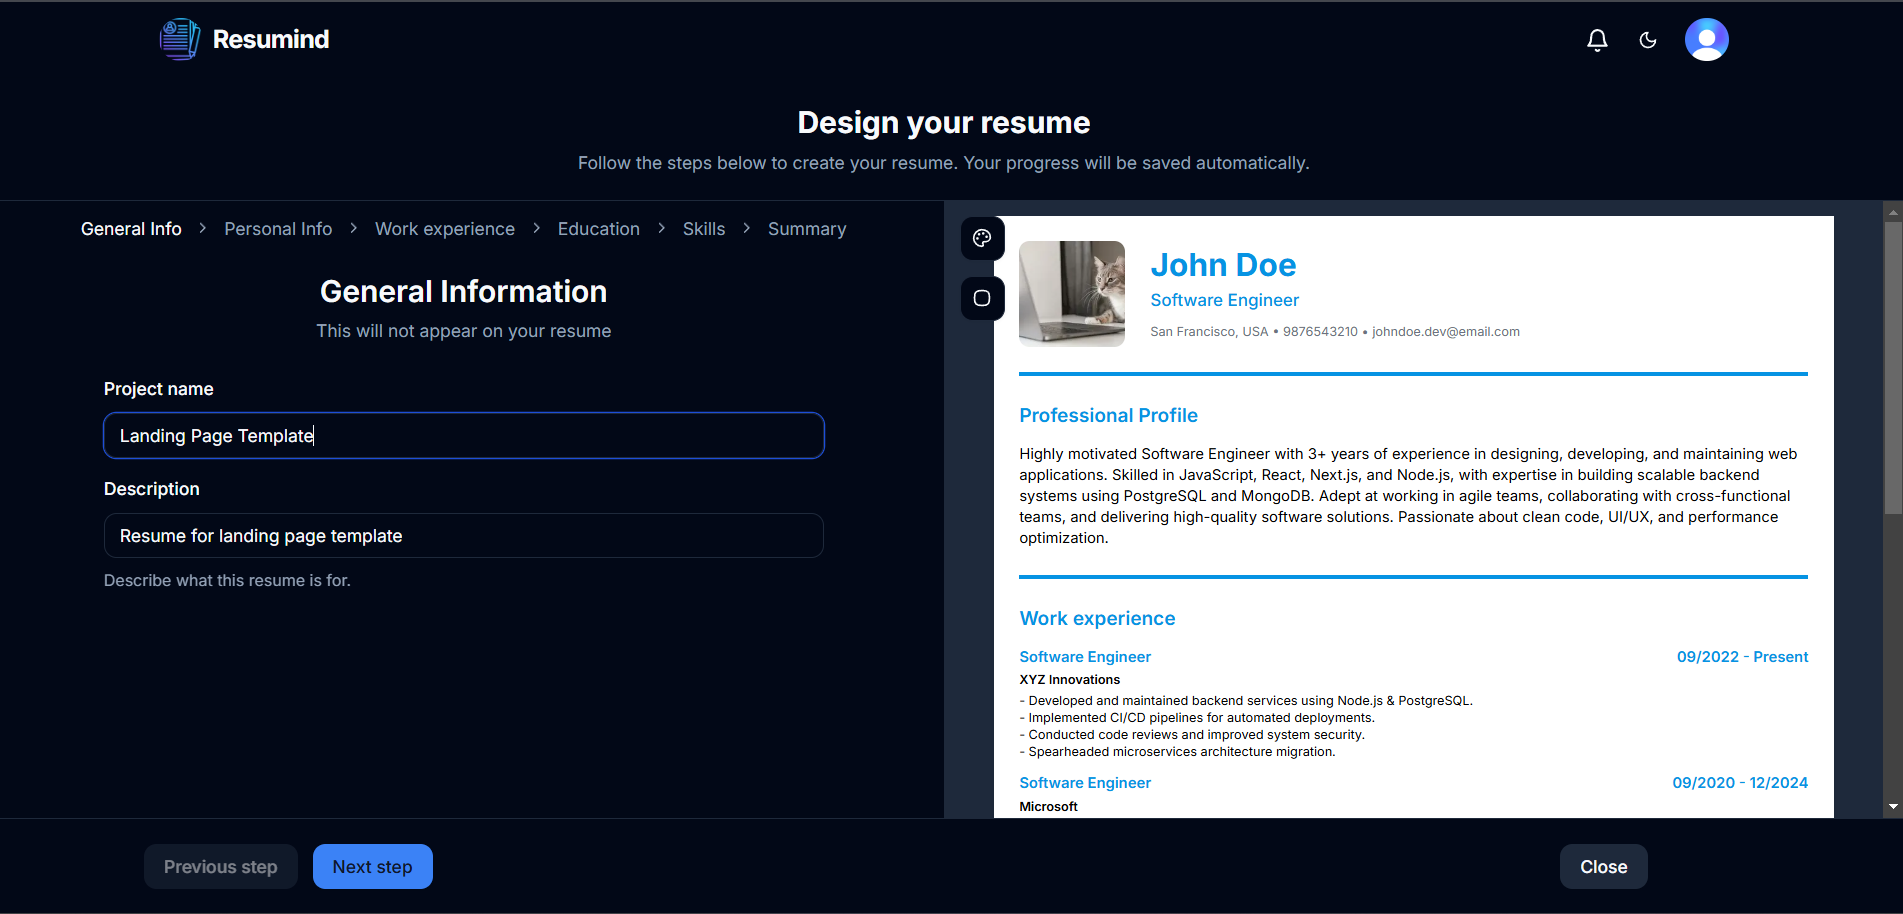 Resumind
Design your resume
Follow the steps below to create your resume. Your progress will be saved automatically.
General Info > Personal Info > Work experience > Education > Skills > Summary
General Information
This will not appear on your resume
Project name
Landing Page Template
Description
Resume for landing page template
Describe what this resume is for.
John Doe
Software Engineer
San Francisco, USA • 9876543210 • johndoe.dev@email.com
Professional Profile
Highly motivated Software Engineer with 3+ years of experience in designing, developing, and maintaining web
applications. Skilled in JavaScript, React, Next.js, and Node.js, with expertise in building scalable backend
systems using PostgreSQL and MongoDB. Adept at working in agile teams, collaborating with cross-functional
teams, and delivering high-quality software solutions. Passionate about clean code, UI/UX, and performance
optimization.
Work experience
Software Engineer 09/2022 - Present
XYZ Innovations
- Developed and maintained backend services using Node.js & PostgreSQL.
- Implemented CI/CD pipelines for automated deployments.
- Conducted code reviews and improved system security.
- Spearheaded microservices architecture migration.
Software Engineer 09/2020 - 12/2024
Microsoft
Previous step
Next step
Close